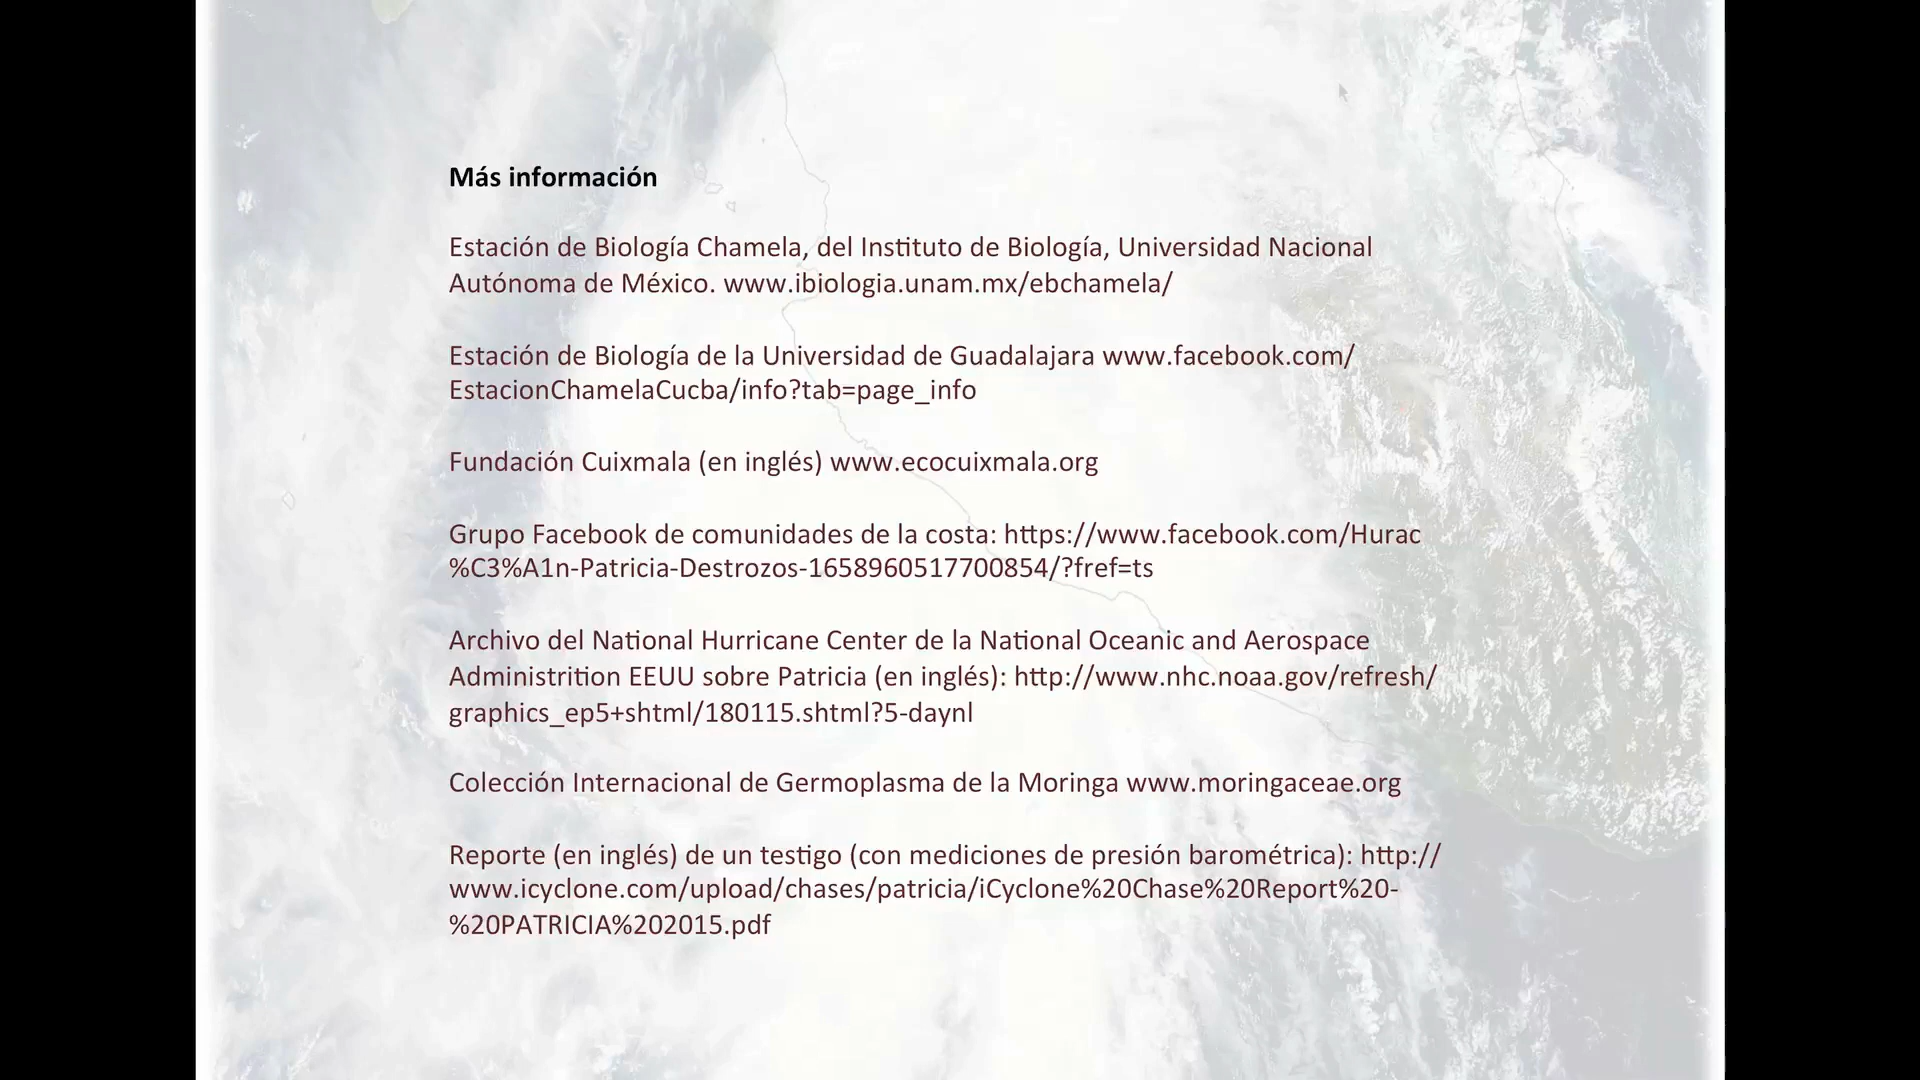 Más información
Estación de Biología Chamela, del Instituto de Biología, Universidad Nacional
Autónoma de México. www.ibiologia.unam.mx/ebchamela/
Estación de Biología de la Universidad de Guadalajara www.facebook.com/
EstacionChamelaCucba/info?tab=page_info
Fundación Cuixmala (en inglés) www.ecocuixmala.org
Grupo Facebook de comunidades de la costa: https://www.facebook.com/Hurac
%C3%A1n-Patricia-Destrozos-1658960517700854/?fref=ts
Archivo del National Hurricane Center de la National Oceanic and Aerospace
Administrition EEUU sobre Patricia (en inglés): http://www.nhc.noaa.gov/refresh/
graphics_ep5+shtml/180115.shtml?5-daynl
Colección Internacional de Germoplasma de la Moringa www.moringaceae.org
Reporte (en inglés) de un testigo (con mediciones de presión barométrica): http://
www.icyclone.com/upload/chases/patricia/iCyclone%20Chase%20Report%20-
%20PATRICIA%202015.pdf